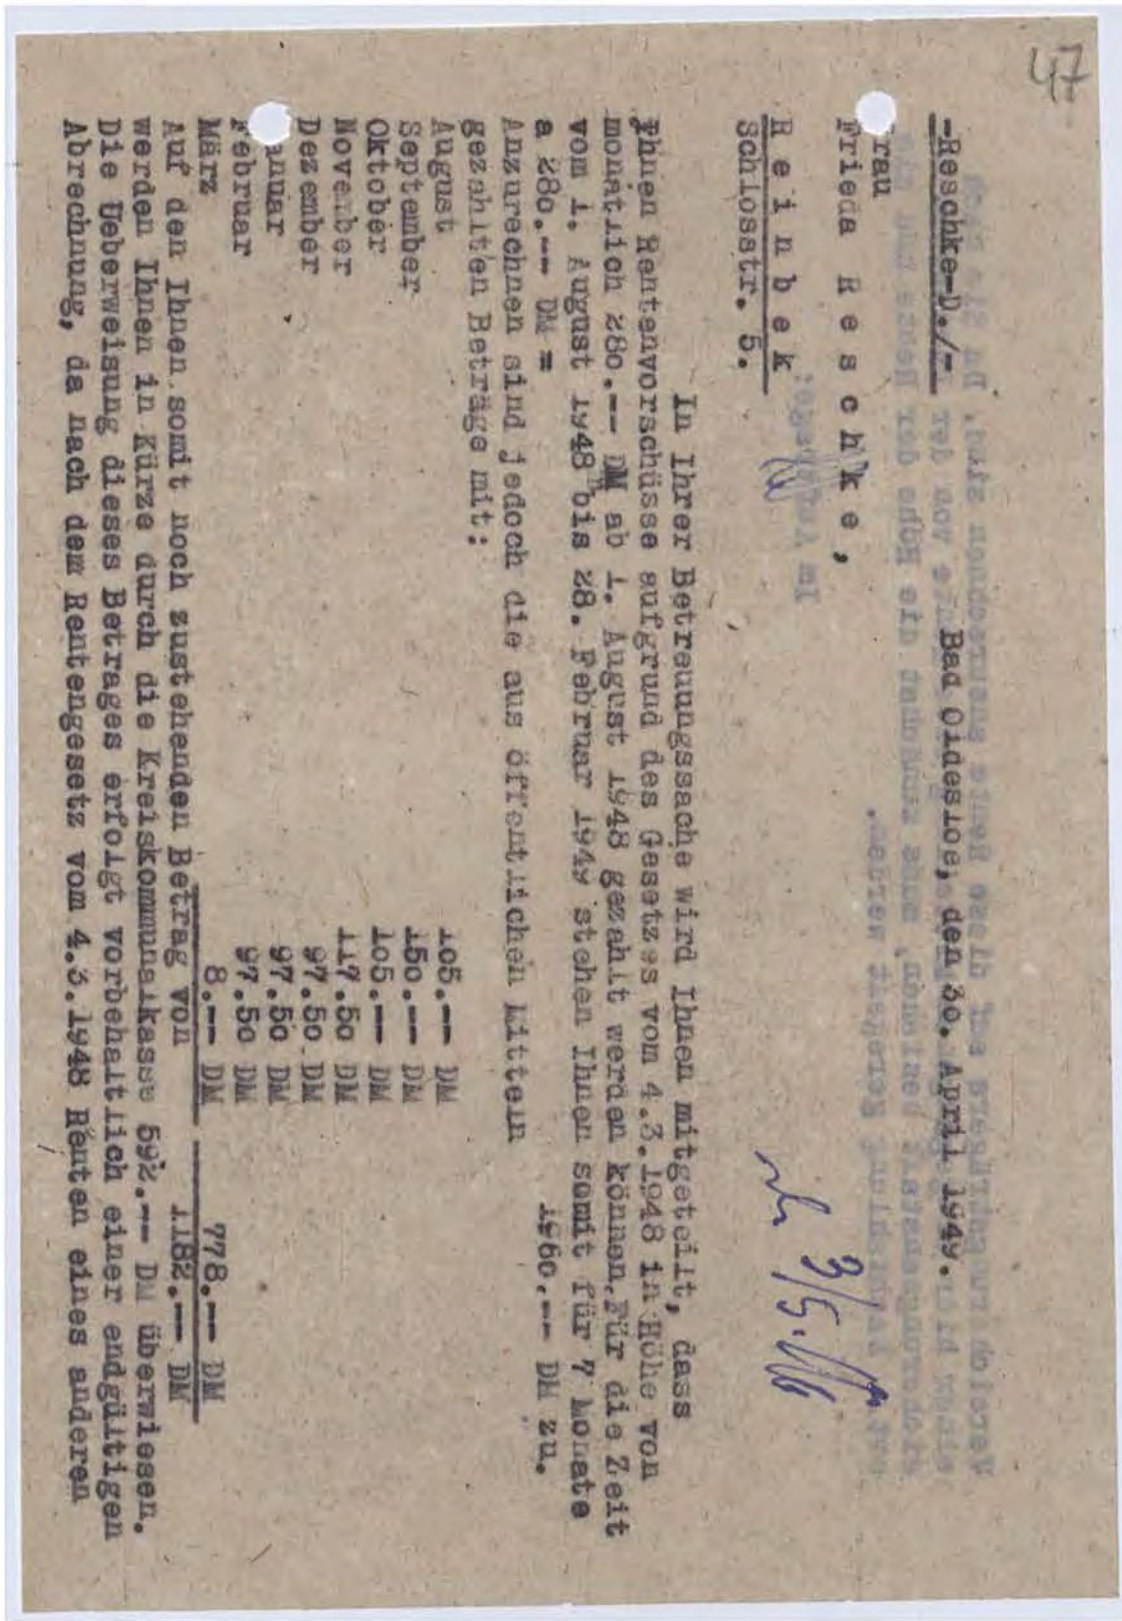 47
-Reschke-D./-
Bad Oldesloe, den 30. April 1949.
Frau
Frieda R e s c h k e ,
R e i n b e k
Schlosstr. 5.
3/5.
In Ihrer Betreuungssache wird Ihnen mitgeteilt, dass
Ihnen Rentenvorschüsse aufgrund des Gesetzes vom 4.3.1948 in Höhe von
monatlich 280.-- DM ab 1. August 1948 gezahlt werden können. Für die Zeit
vom 1. August 1948 bis 28. Februar 1949 stehen Ihnen somit für 7 Monate
a 280.-- DM = 1960.-- DM zu.
Anzurechnen sind jedoch die aus öffentlichen Mitteln
gezahlten Beträge mit:
August 105.-- DM
September 150.-- DM
Oktober 105.-- DM
November 117.50 DM
Dezember 97.50 DM
Januar 97.50 DM
Februar 97.50 DM
März 8.-- DM 778.-- DM
Auf den Ihnen somit noch zustehenden Betrag von 1182.-- DM
werden Ihnen in Kürze durch die Kreiskommunalkasse 592.-- DM überwiesen.
Die Ueberweisung dieses Betrages erfolgt vorbehaltlich einer endgültigen
Abrechnung, da nach dem Rentengesetz vom 4.3.1948 Renten eines anderen